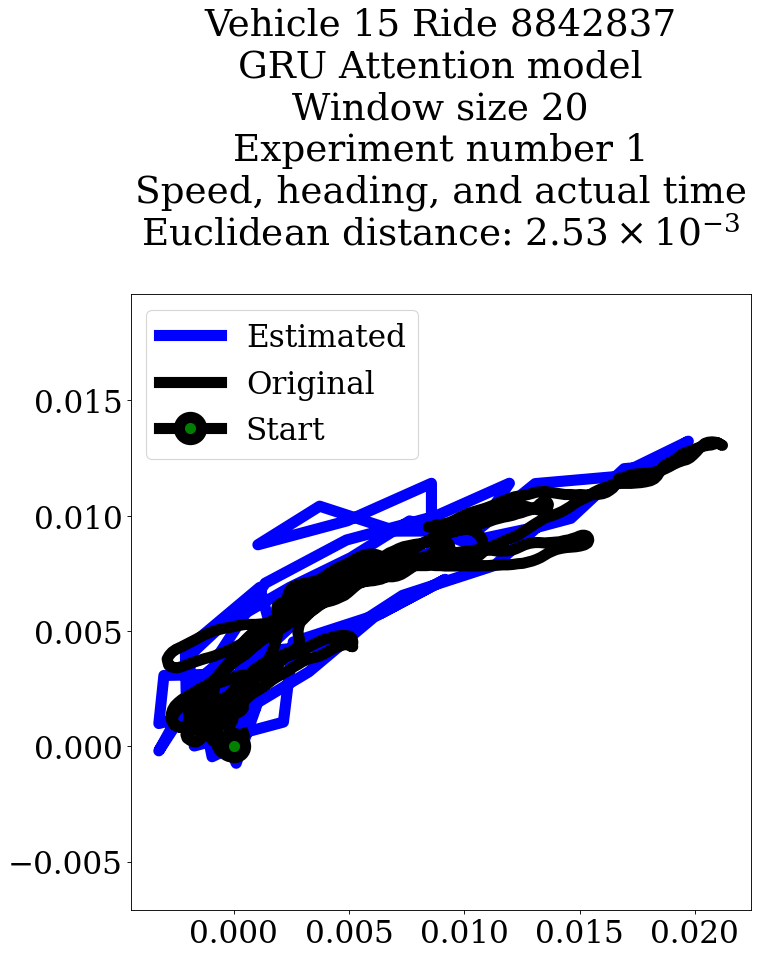 Vehicle 15 Ride 8842837
GRU Attention model
Window size 20
Experiment number 1
Speed, heading, and actual time
Euclidean distance: 2.53 × 10⁻³
Estimated
Original
Start
0.015
0.010
0.005
0.000
−0.005
0.000 0.005 0.010 0.015 0.020